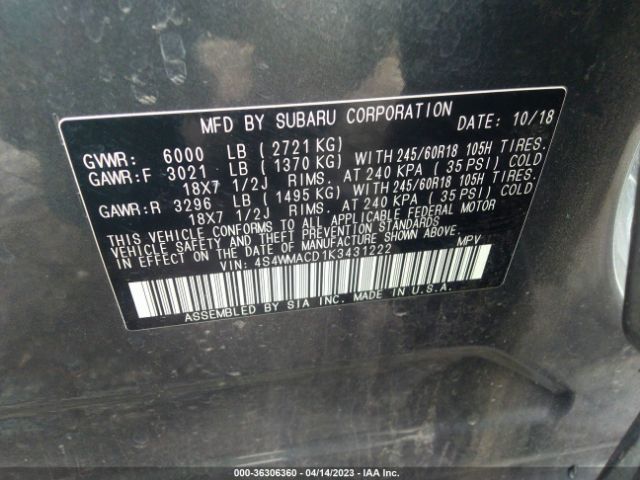 MFD BY SUBARU CORPORATION DATE: 10/18
GVWR: 6000 LB (2721 KG)
GAWR:F 3021 LB (1370 KG) WITH 245/60R18 105H TIRES.
18X7 1/2J RIMS. AT 240 KPA (35 PSI) COLD
GAWR:R 3296 LB (1495 KG) WITH 245/60R18 105H TIRES.
18X7 1/2J RIMS. AT 240 KPA (35 PSI) COLD
THIS VEHICLE CONFORMS TO ALL APPLICABLE FEDERAL MOTOR
VEHICLE SAFETY AND BUMPER THEFT PREVENTION STANDARDS
IN EFFECT ON THE DATE OF MANUFACTURE SHOWN ABOVE.
VIN: 4S4WMACD1K3431222 MPV
ASSEMBLED BY SIA INC. MADE IN U.S.A.
000-36306360 - 04/14/2023 - IAA Inc.